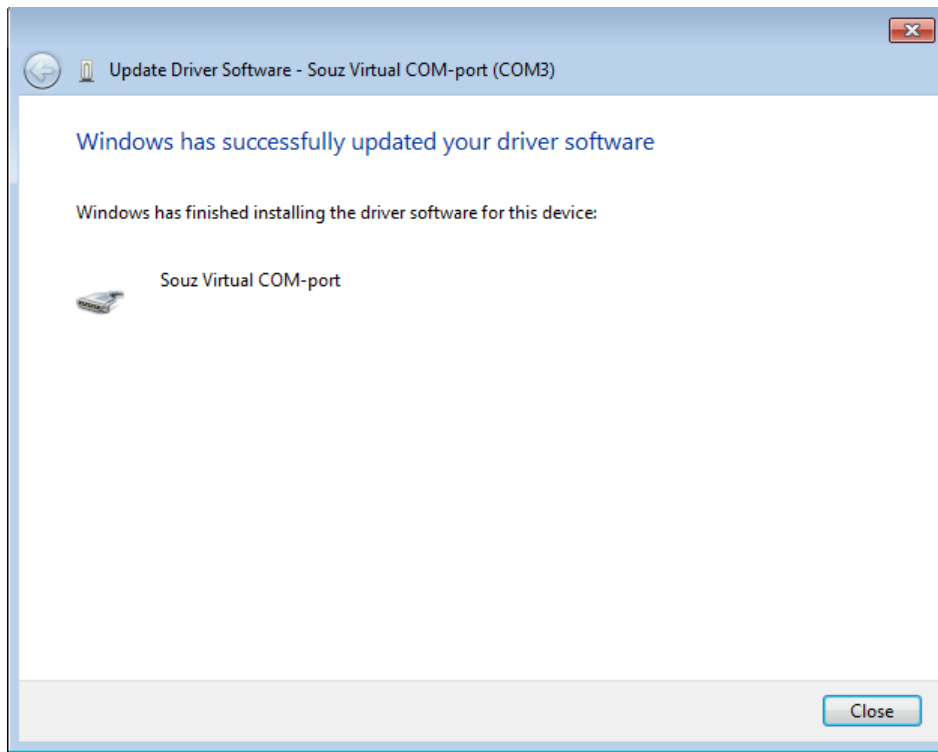 Update Driver Software - Souz Virtual COM-port (COM3)
Windows has successfully updated your driver software
Windows has finished installing the driver software for this device:
Souz Virtual COM-port
Close